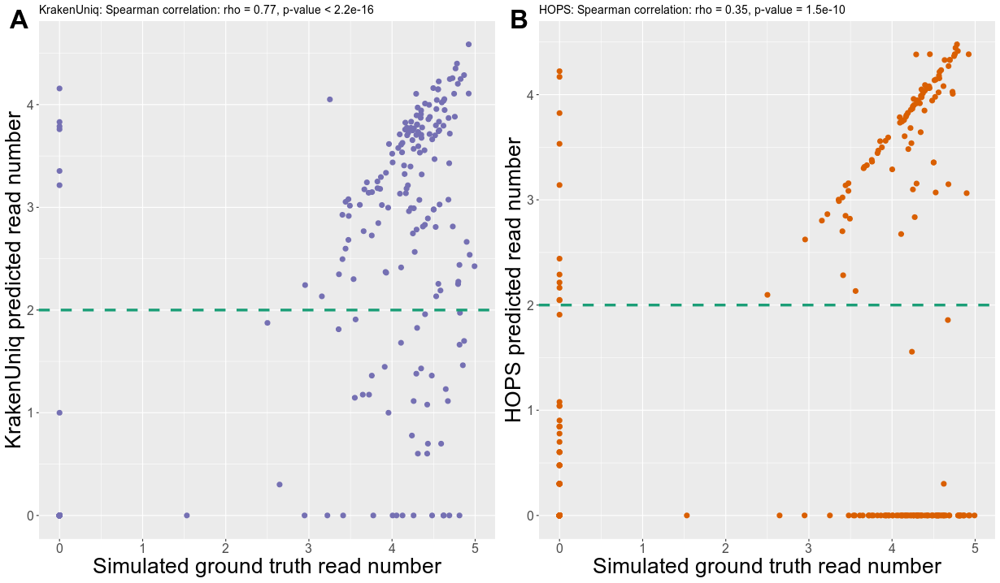 A
KrakenUniq: Spearman correlation: rho = 0.77, p-value < 2.2e-16
KrakenUniq predicted read number
4
3
2
1
0
0 1 2 3 4 5
Simulated ground truth read number
B
HOPS: Spearman correlation: rho = 0.35, p-value = 1.5e-10
HOPS predicted read number
4
3
2
1
0
0 1 2 3 4 5
Simulated ground truth read number